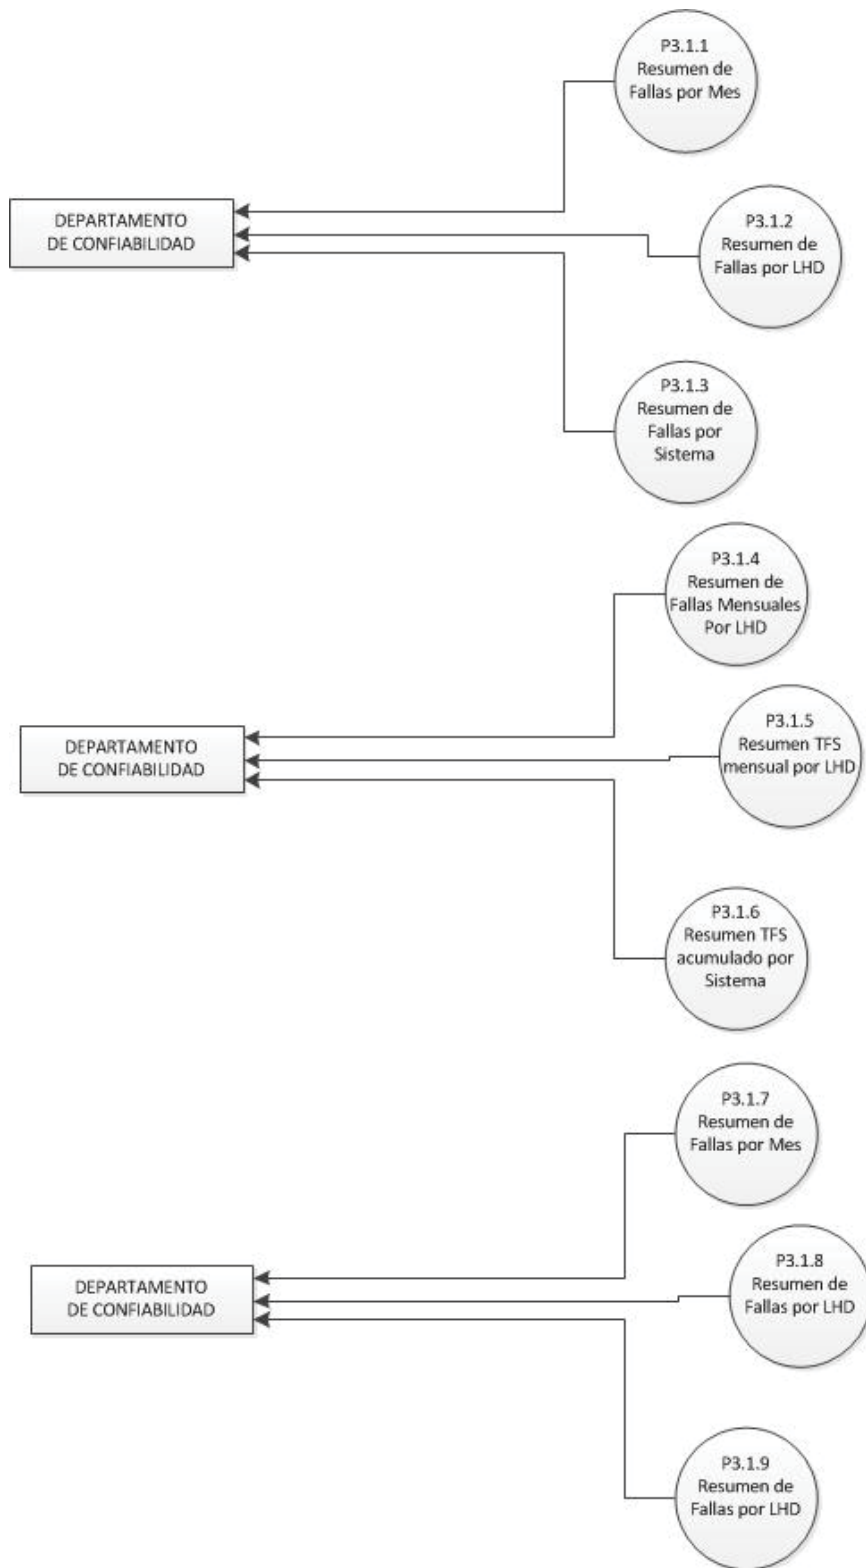 P3.1.1
Resumen de
Fallas por Mes
DEPARTAMENTO
DE CONFIABILIDAD
P3.1.2
Resumen de
Fallas por LHD
P3.1.3
Resumen de
Fallas por
Sistema
P3.1.4
Resumen de
Fallas Mensuales
Por LHD
DEPARTAMENTO
DE CONFIABILIDAD
P3.1.5
Resumen TFS
mensual por LHD
P3.1.6
Resumen TFS
acumulado por
Sistema
P3.1.7
Resumen de
Fallas por Mes
DEPARTAMENTO
DE CONFIABILIDAD
P3.1.8
Resumen de
Fallas por LHD
P3.1.9
Resumen de
Fallas por LHD